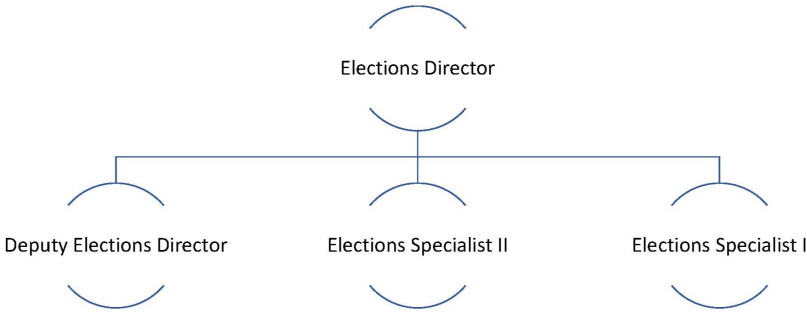 Elections Director
Deputy Elections Director
Elections Specialist II
Elections Specialist I